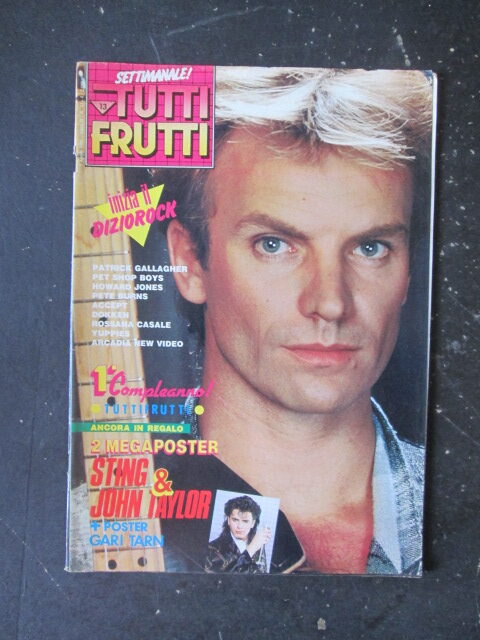 SETTIMANALE!
13
TUTTI
FRUTTI
inizia il
DIZIOROCK
PATRICK GALLAGHER
PET SHOP BOYS
HOWARD JONES
PETE BURNS
ACCEPT
DOKKEN
ROSSANA CASALE
YUPPIES
ARCADIA NEW VIDEO
1° Compleanno!
TUTTIFRUTTI
ANCORA IN REGALO
2 MEGAPOSTER
STING &
JOHN TAYLOR
+ POSTER
GARI TARN